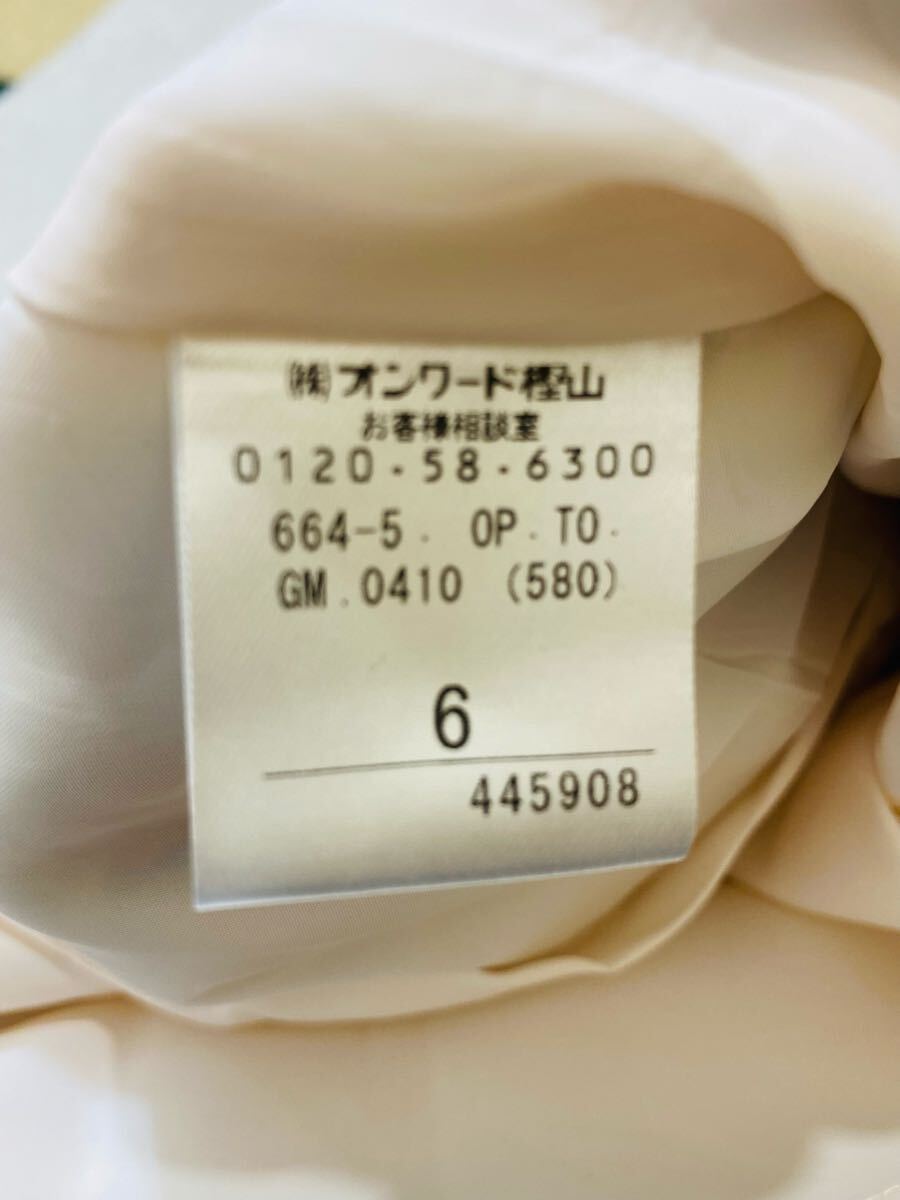 ㈱オンワード樫山
お客様相談室
0120・58・6300
664-5. OP.TO.
GM.0410 (580)
6
445908